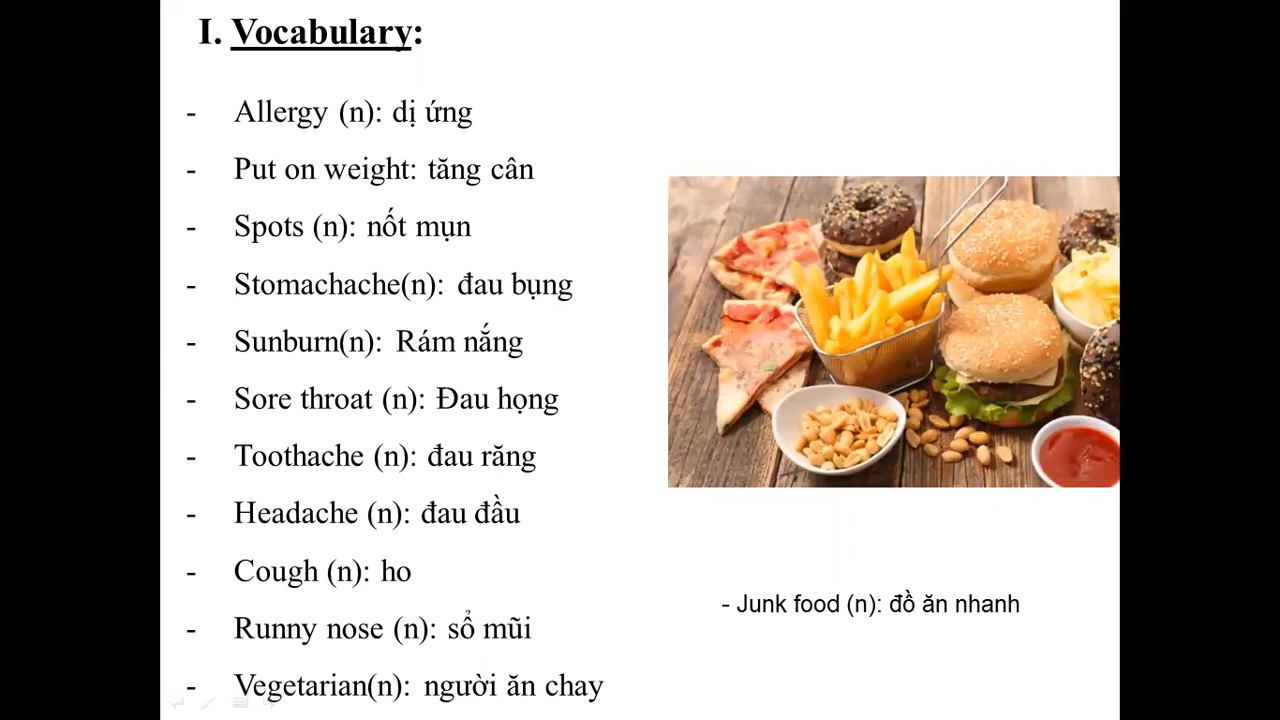 I. Vocabulary:
- Allergy (n): dị ứng
- Put on weight: tăng cân
- Spots (n): nốt mụn
- Stomachache(n): đau bụng
- Sunburn(n): Rám nắng
- Sore throat (n): Đau họng
- Toothache (n): đau răng
- Headache (n): đau đầu
- Cough (n): ho
- Runny nose (n): sổ mũi
- Vegetarian(n): người ăn chay
- Junk food (n): đồ ăn nhanh